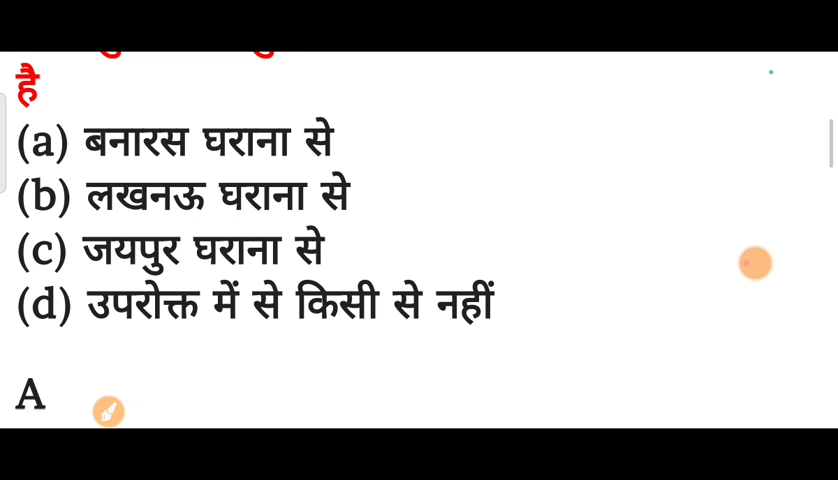 है
(a) बनारस घराना से
(b) लखनऊ घराना से
(c) जयपुर घराना से
(d) उपरोक्त में से किसी से नहीं
A